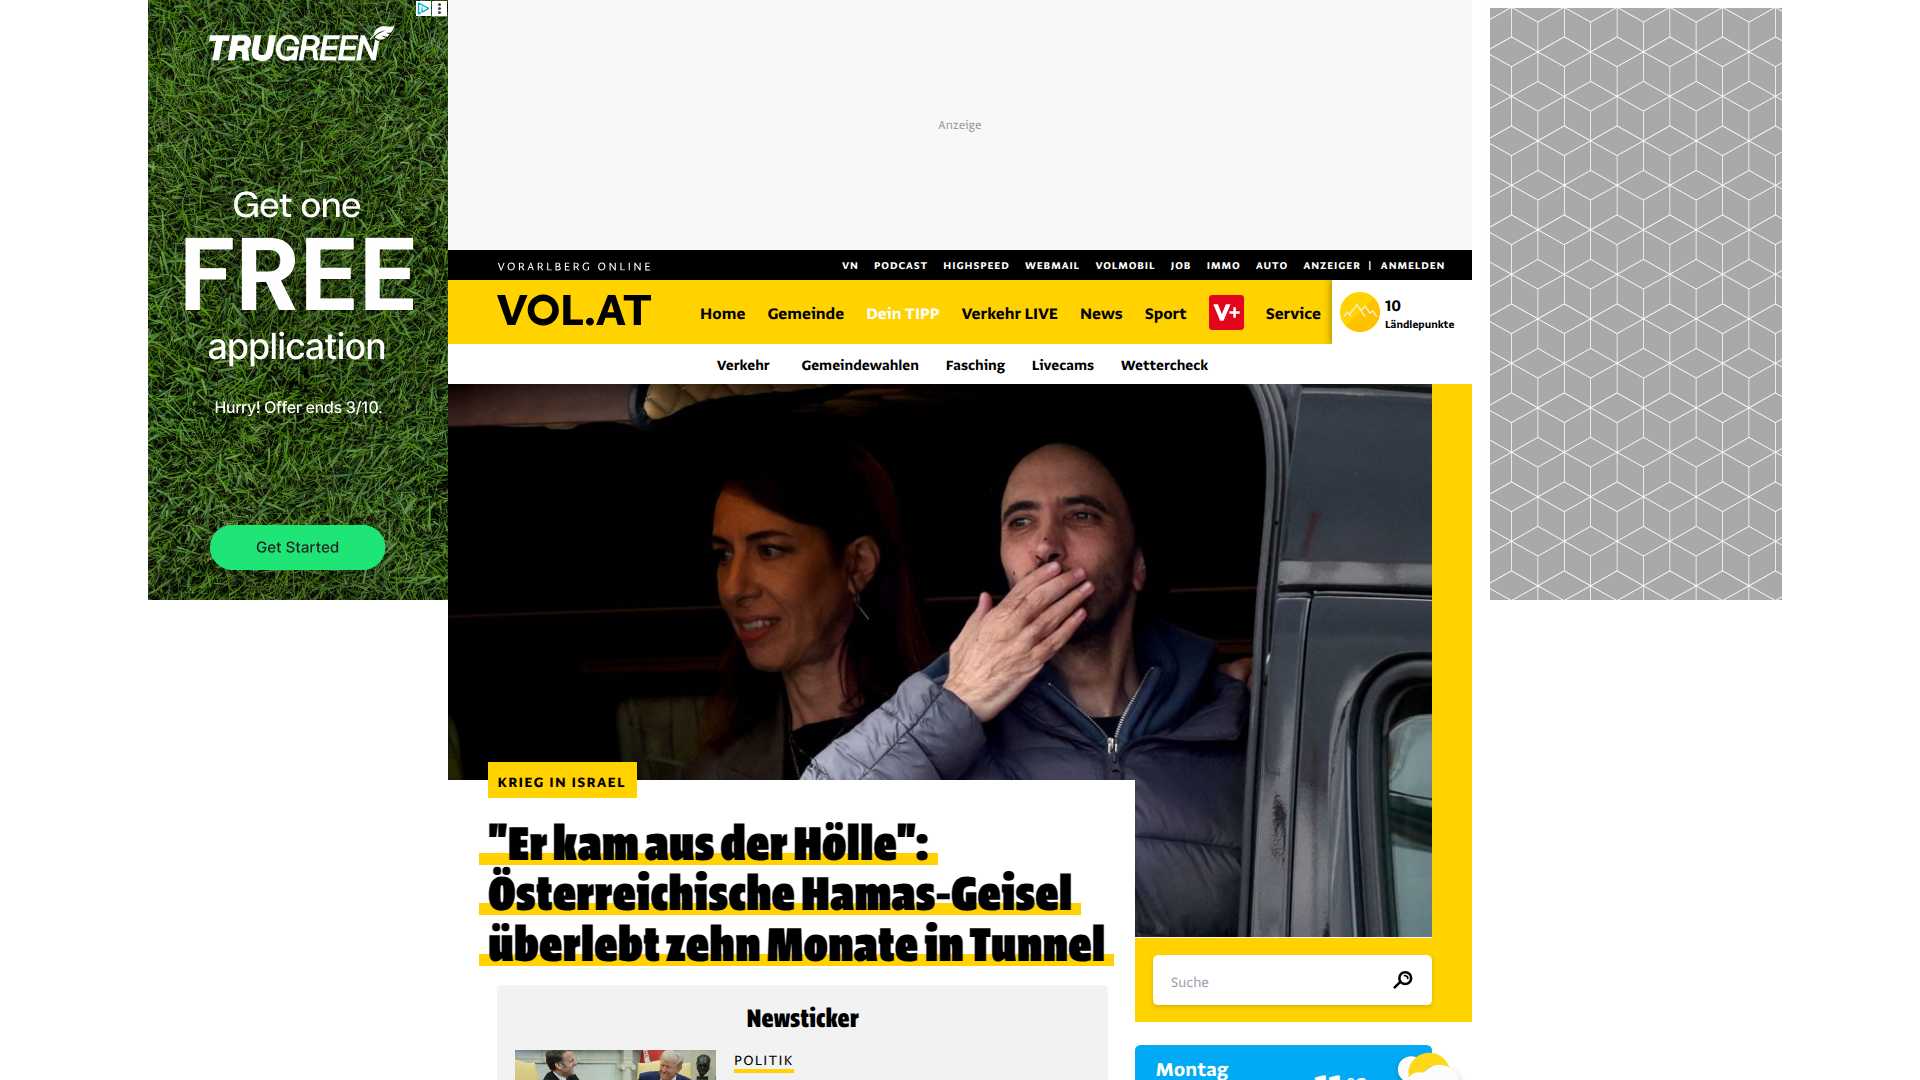 TRUGREEN
Get one
FREE
application
Hurry! Offer ends 3/10.
Get Started
Anzeige
VORARLBERG ONLINE
VN PODCAST HIGHSPEED WEBMAIL VOLMOBIL JOB IMMO AUTO ANZEIGER | ANMELDEN
VOL.AT
Home Gemeinde Dein TIPP Verkehr LIVE News Sport V+ Service
10
Ländlepunkte
Verkehr Gemeindewahlen Fasching Livecams Wettercheck
KRIEG IN ISRAEL
"Er kam aus der Hölle":
Österreichische Hamas-Geisel
überlebt zehn Monate in Tunnel
Suche
Newsticker
POLITIK
Montag